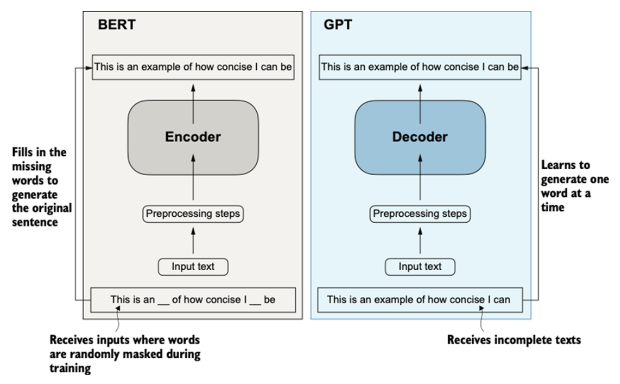 BERT
This is an example of how concise I can be
Encoder
Fills in the
missing
words to
generate
the original
sentence
Preprocessing steps
Input text
This is an __ of how concise I __ be
Receives inputs where words
are randomly masked during
training
GPT
This is an example of how concise I can be
Decoder
Learns to
generate one
word at a
time
Preprocessing steps
Input text
This is an example of how concise I can
Receives incomplete texts